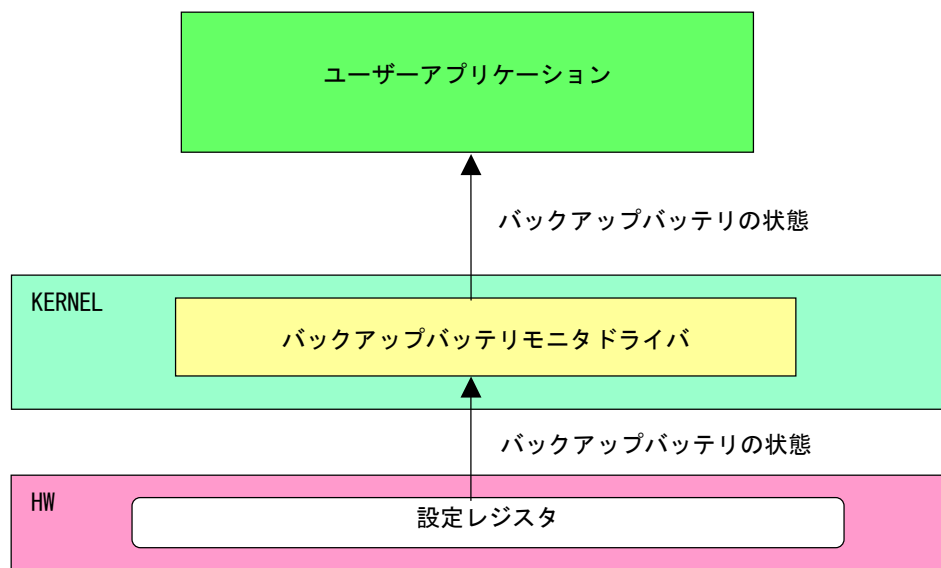 ユーザーアプリケーション
バックアップバッテリの状態
KERNEL
バックアップバッテリモニタドライバ
バックアップバッテリの状態
HW
設定レジスタ